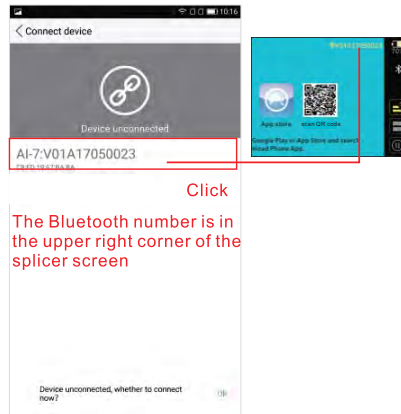 10:16
Connect device
Device unconnected
AI-7:V01A17050023
Click
The Bluetooth number is in
the upper right corner of the
splicer screen
App store
scan QR code
Google Play or App Store and search
Phone App.
Device unconnected, whether to connect
now?
OK